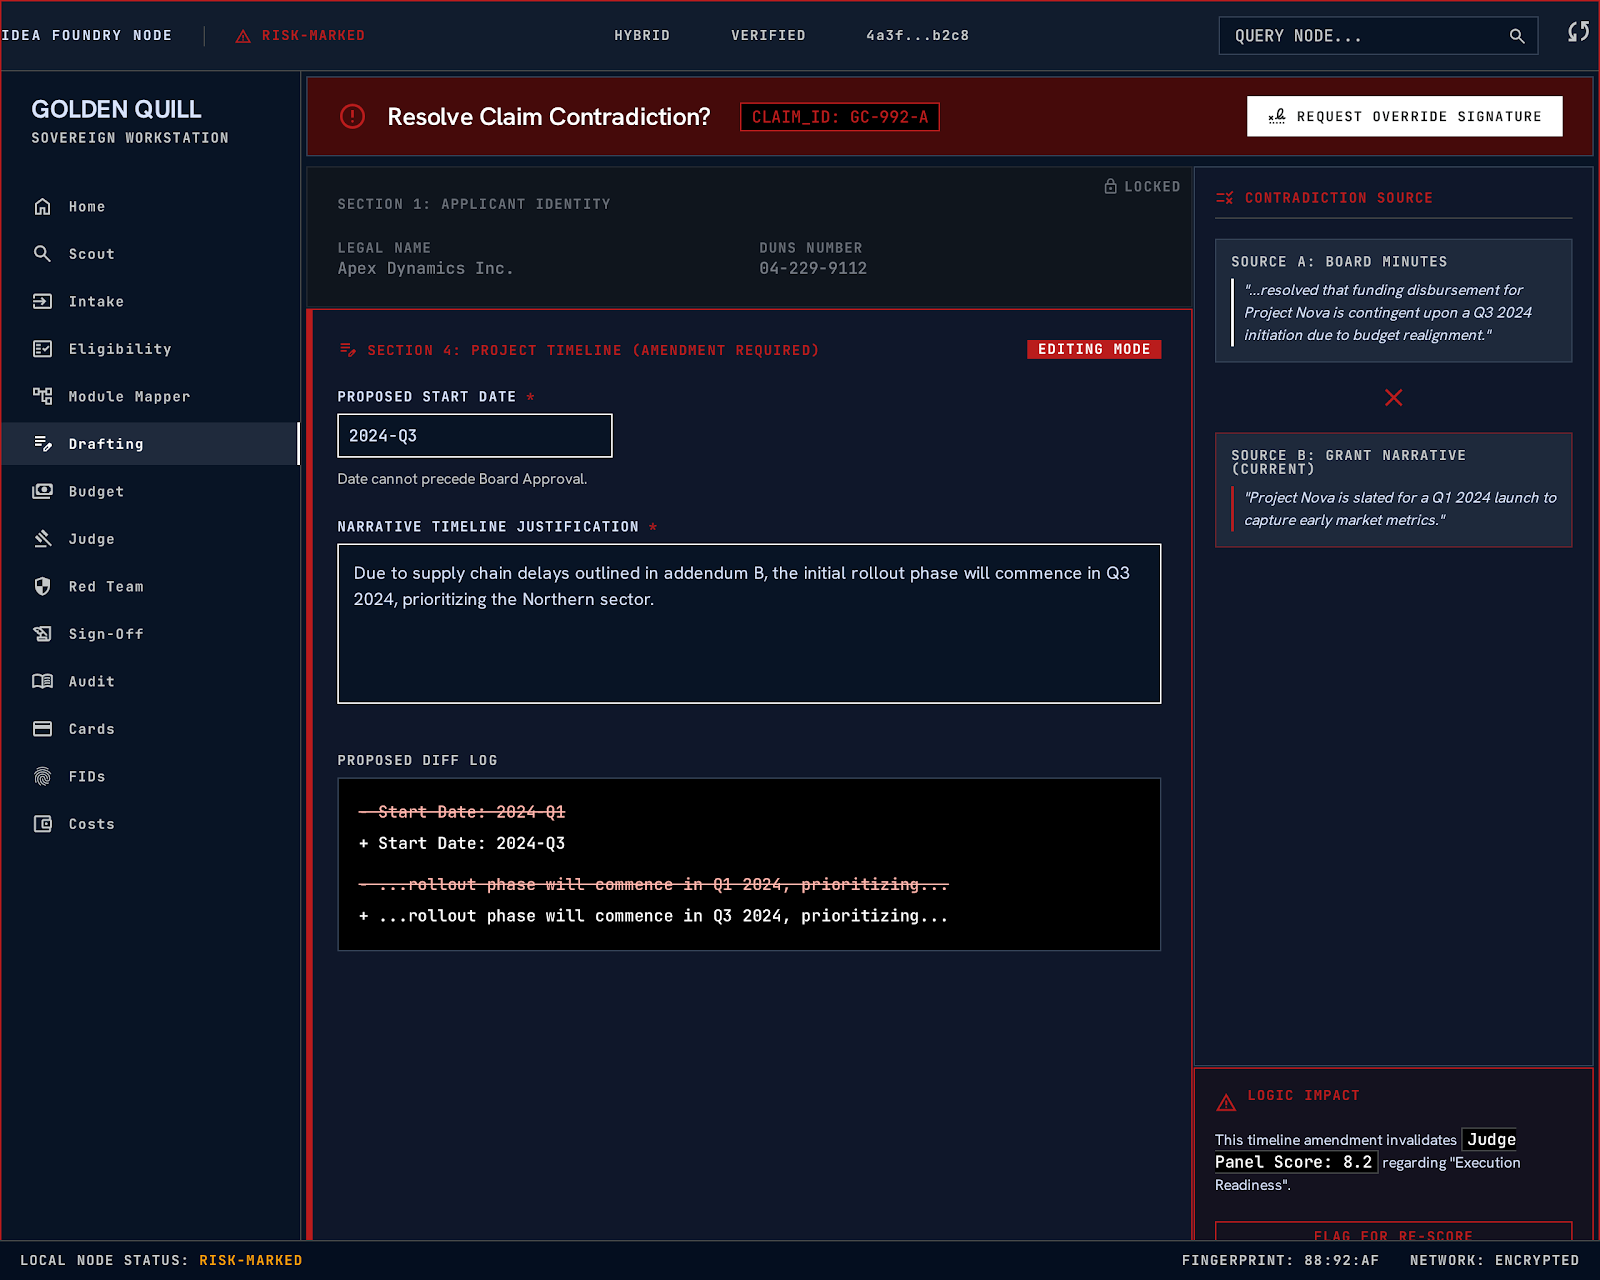 IDEA FOUNDRY NODE
RISK-MARKED
HYBRID
VERIFIED
4a3f...b2c8
QUERY NODE...
GOLDEN QUILL
SOVEREIGN WORKSTATION
Home
Scout
Intake
Eligibility
Module Mapper
Drafting
Budget
Judge
Red Team
Sign-Off
Audit
Cards
FIDs
Costs
Resolve Claim Contradiction?
CLAIM_ID: GC-992-A
REQUEST OVERRIDE SIGNATURE
LOCKED
SECTION 1: APPLICANT IDENTITY
LEGAL NAME
Apex Dynamics Inc.
DUNS NUMBER
04-229-9112
SECTION 4: PROJECT TIMELINE (AMENDMENT REQUIRED)
EDITING MODE
PROPOSED START DATE *
2024-Q3
Date cannot precede Board Approval.
NARRATIVE TIMELINE JUSTIFICATION *
Due to supply chain delays outlined in addendum B, the initial rollout phase will commence in Q3
2024, prioritizing the Northern sector.
PROPOSED DIFF LOG
- Start Date: 2024-Q1
+ Start Date: 2024-Q3
- ...rollout phase will commence in Q1 2024, prioritizing...
+ ...rollout phase will commence in Q3 2024, prioritizing...
CONTRADICTION SOURCE
SOURCE A: BOARD MINUTES
"...resolved that funding disbursement for
Project Nova is contingent upon a Q3 2024
initiation due to budget realignment."
SOURCE B: GRANT NARRATIVE
(CURRENT)
"Project Nova is slated for a Q1 2024 launch to
capture early market metrics."
LOGIC IMPACT
This timeline amendment invalidates Judge
Panel Score: 8.2 regarding "Execution
Readiness".
FLAG FOR RE-SCORE
LOCAL NODE STATUS: RISK-MARKED
FINGERPRINT: 88:92:AF
NETWORK: ENCRYPTED